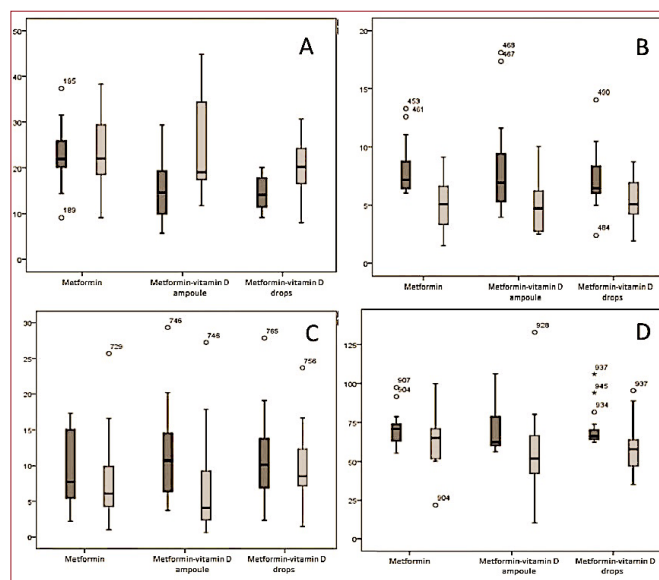 A
50
40
30
20
10
0
195
189
Metformin
Metformin-vitamin D
ampoule
Metformin-vitamin D
drops
B
20
15
10
5
0
453
461
468
467
490
484
Metformin
Metformin-vitamin D
ampoule
Metformin-vitamin D
drops
C
30
25
20
15
10
5
0
729
746
746
765
756
Metformin
Metformin-vitamin D
ampoule
Metformin-vitamin D
drops
D
125
100
75
50
25
0
907
904
904
928
937
945
934
937
Metformin
Metformin-vitamin D
ampoule
Metformin-vitamin D
drops